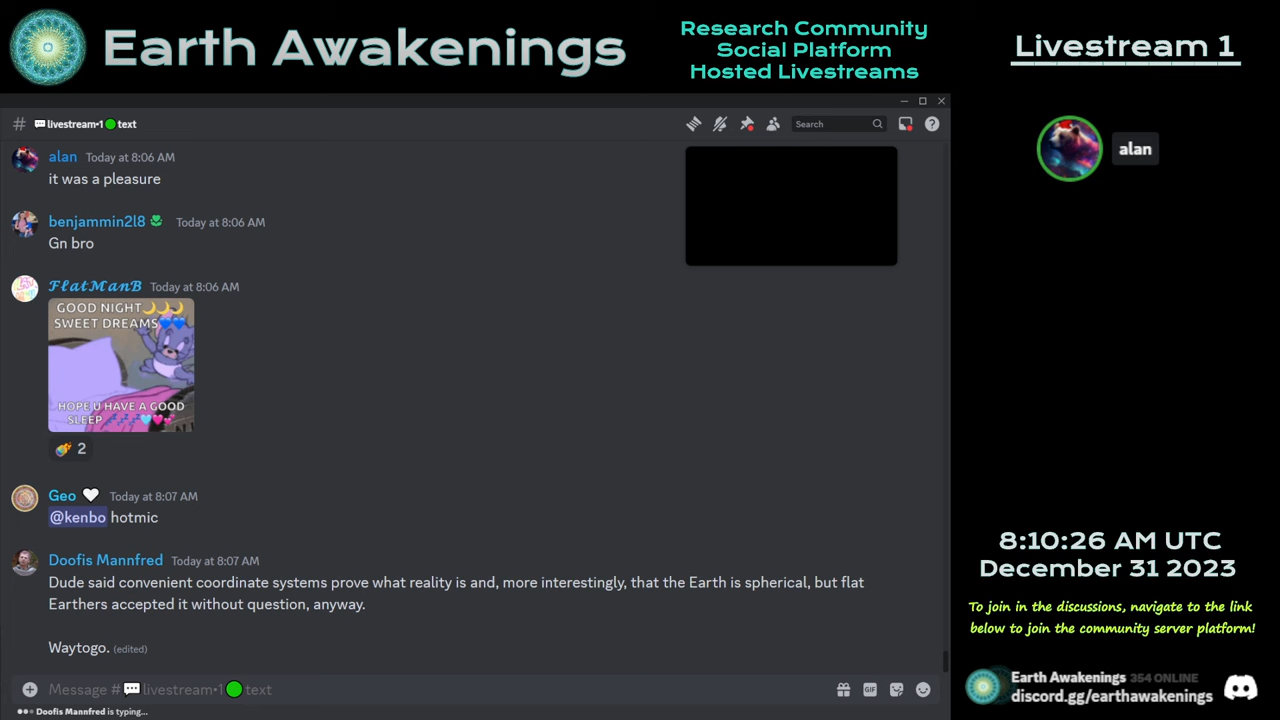 Earth Awakenings
Research Community
Social Platform
Hosted Livestreams
Livestream 1
# 💬livestream•1🟢text
Search
alan
alan Today at 8:06 AM
it was a pleasure
benjammin2l8 Today at 8:06 AM
Gn bro
𝓕𝓵𝓪𝓽𝓜𝓪𝓷𝓑 Today at 8:06 AM
GOOD NIGHT🌙🌙🌙
SWEET DREAMS💙💙
HOPE U HAVE A GOOD
SLEEP 💤💤💤🩵💖💕
2
Geo 🤍 Today at 8:07 AM
@kenbo hotmic
Doofis Mannfred Today at 8:07 AM
Dude said convenient coordinate systems prove what reality is and, more interestingly, that the Earth is spherical, but flat
Earthers accepted it without question, anyway.
Waytogo. (edited)
Message #💬livestream•1🟢text
GIF
Doofis Mannfred is typing...
8:10:26 AM UTC
December 31 2023
To join in the discussions, navigate to the link
below to join the community server platform!
Earth Awakenings 354 ONLINE
discord.gg/earthawakenings